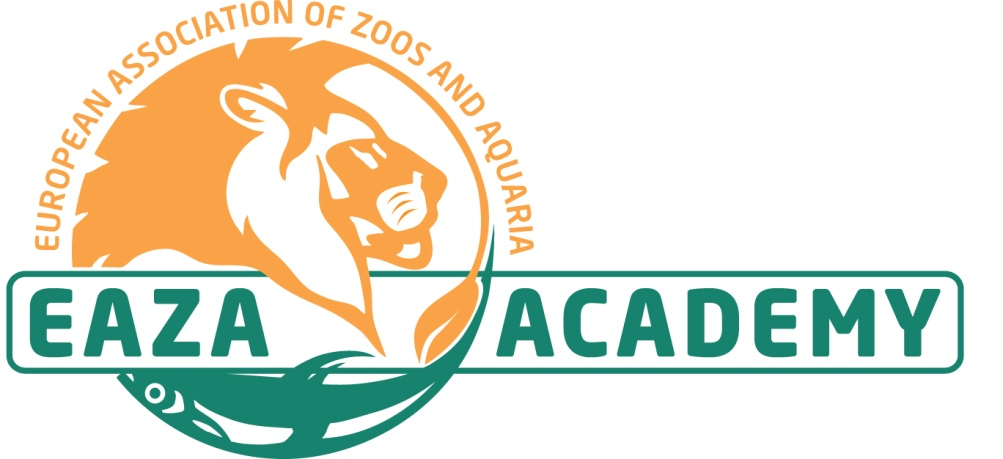 EUROPEAN ASSOCIATION OF ZOOS AND AQUARIA
EAZA ACADEMY